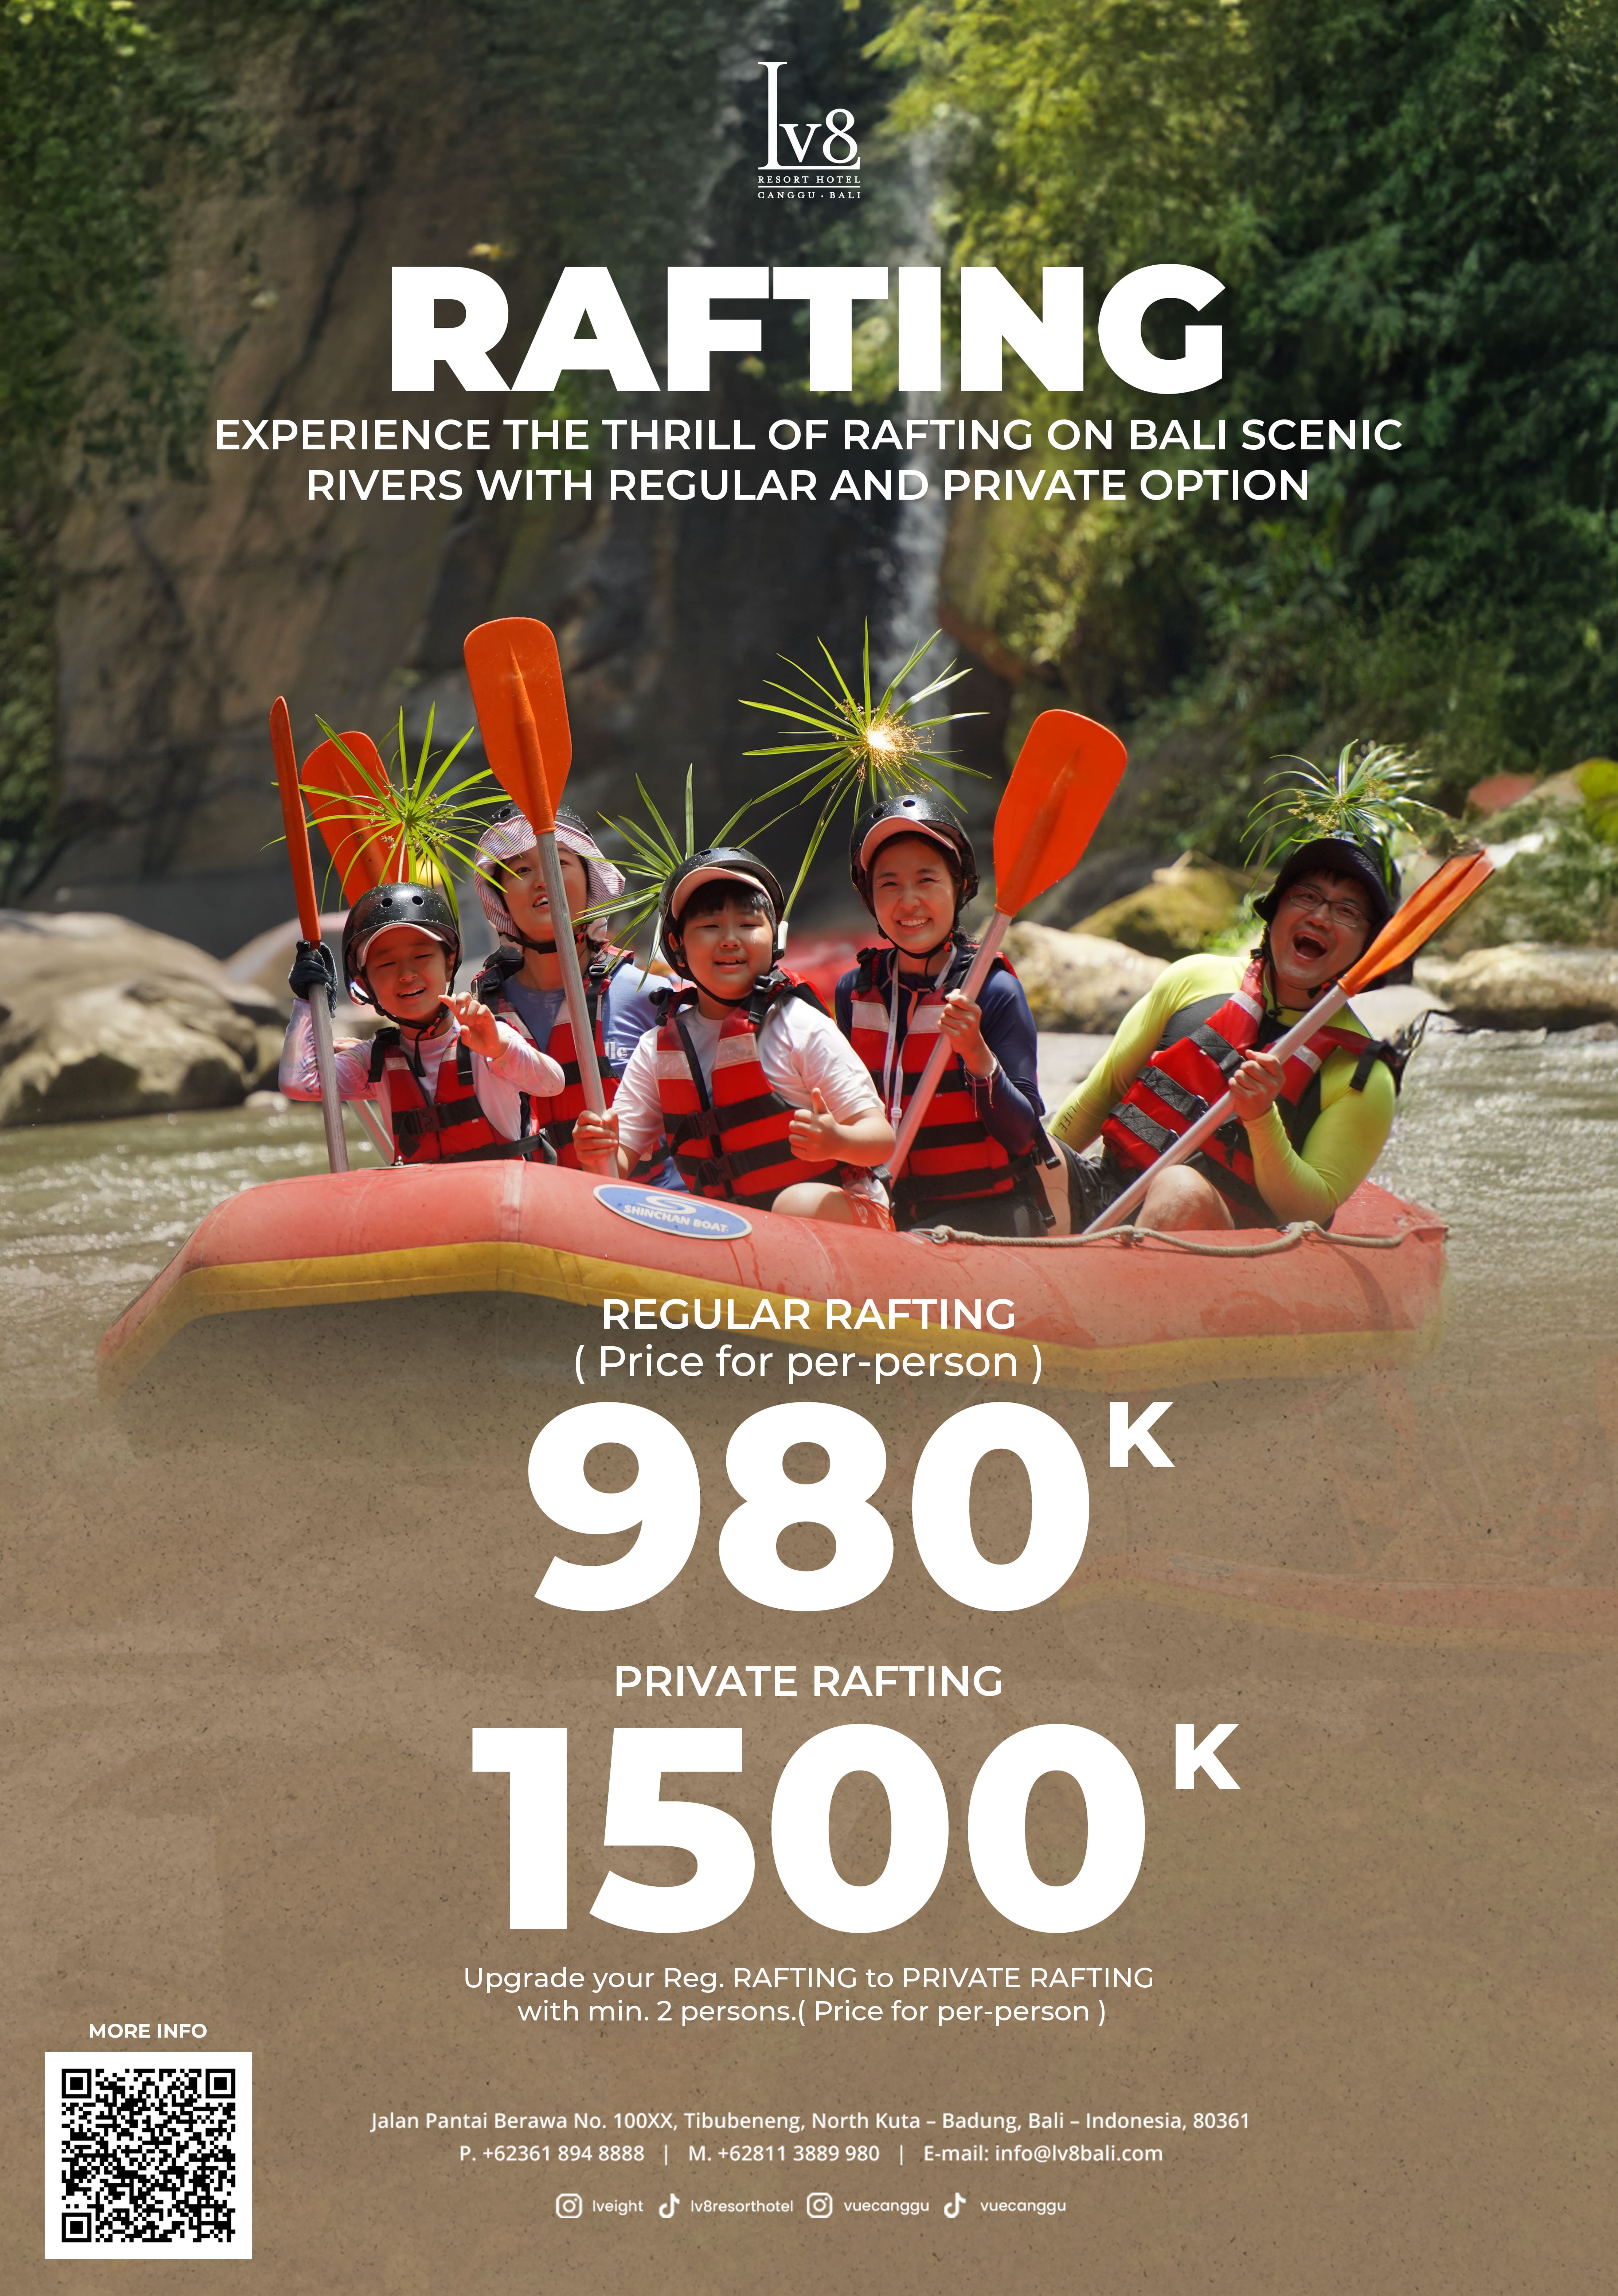 Lv8
RESORT HOTEL
CANGGU • BALI
RAFTING
EXPERIENCE THE THRILL OF RAFTING ON BALI SCENIC
RIVERS WITH REGULAR AND PRIVATE OPTION
LIFE
SHINCHAN BOAT
REGULAR RAFTING
( Price for per-person )
980K
PRIVATE RAFTING
1500K
Upgrade your Reg. RAFTING to PRIVATE RAFTING
with min. 2 persons.( Price for per-person )
MORE INFO
Jalan Pantai Berawa No. 100XX, Tibubeneng, North Kuta – Badung, Bali – Indonesia, 80361
P. +62361 894 8888 | M. +62811 3889 980 | E-mail: info@lv8bali.com
lveight lv8resorthotel vuecanggu vuecanggu